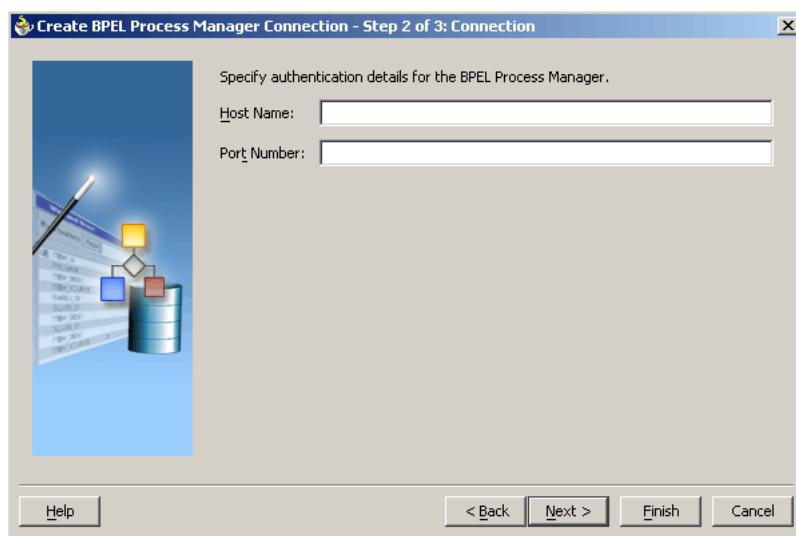 Create BPEL Process Manager Connection - Step 2 of 3: Connection
Specify authentication details for the BPEL Process Manager.
Host Name:
Port Number:
Help
< Back
Next >
Finish
Cancel